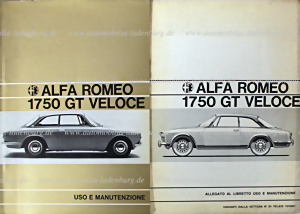 ALFA ROMEO
1750 GT VELOCE
USO E MANUTENZIONE
ALFA ROMEO
1750 GT VELOCE
ALLEGATO AL LIBRETTO USO E MANUTENZIONE